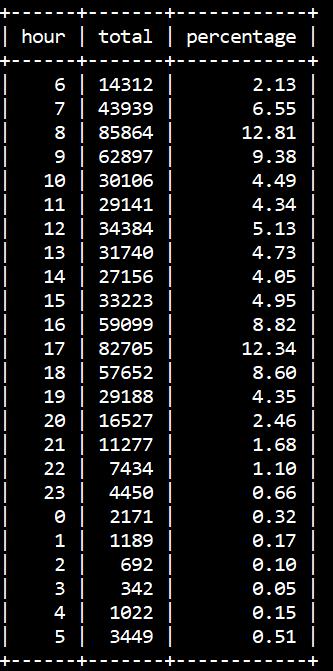 +------+-------+------------+
| hour | total | percentage |
+------+-------+------------+
|    6 | 14312 |       2.13 |
|    7 | 43939 |       6.55 |
|    8 | 85864 |      12.81 |
|    9 | 62897 |       9.38 |
|   10 | 30106 |       4.49 |
|   11 | 29141 |       4.34 |
|   12 | 34384 |       5.13 |
|   13 | 31740 |       4.73 |
|   14 | 27156 |       4.05 |
|   15 | 33223 |       4.95 |
|   16 | 59099 |       8.82 |
|   17 | 82705 |      12.34 |
|   18 | 57652 |       8.60 |
|   19 | 29188 |       4.35 |
|   20 | 16527 |       2.46 |
|   21 | 11277 |       1.68 |
|   22 |  7434 |       1.10 |
|   23 |  4450 |       0.66 |
|    0 |  2171 |       0.32 |
|    1 |  1189 |       0.17 |
|    2 |   692 |       0.10 |
|    3 |   342 |       0.05 |
|    4 |  1022 |       0.15 |
|    5 |  3449 |       0.51 |
+------+-------+------------+